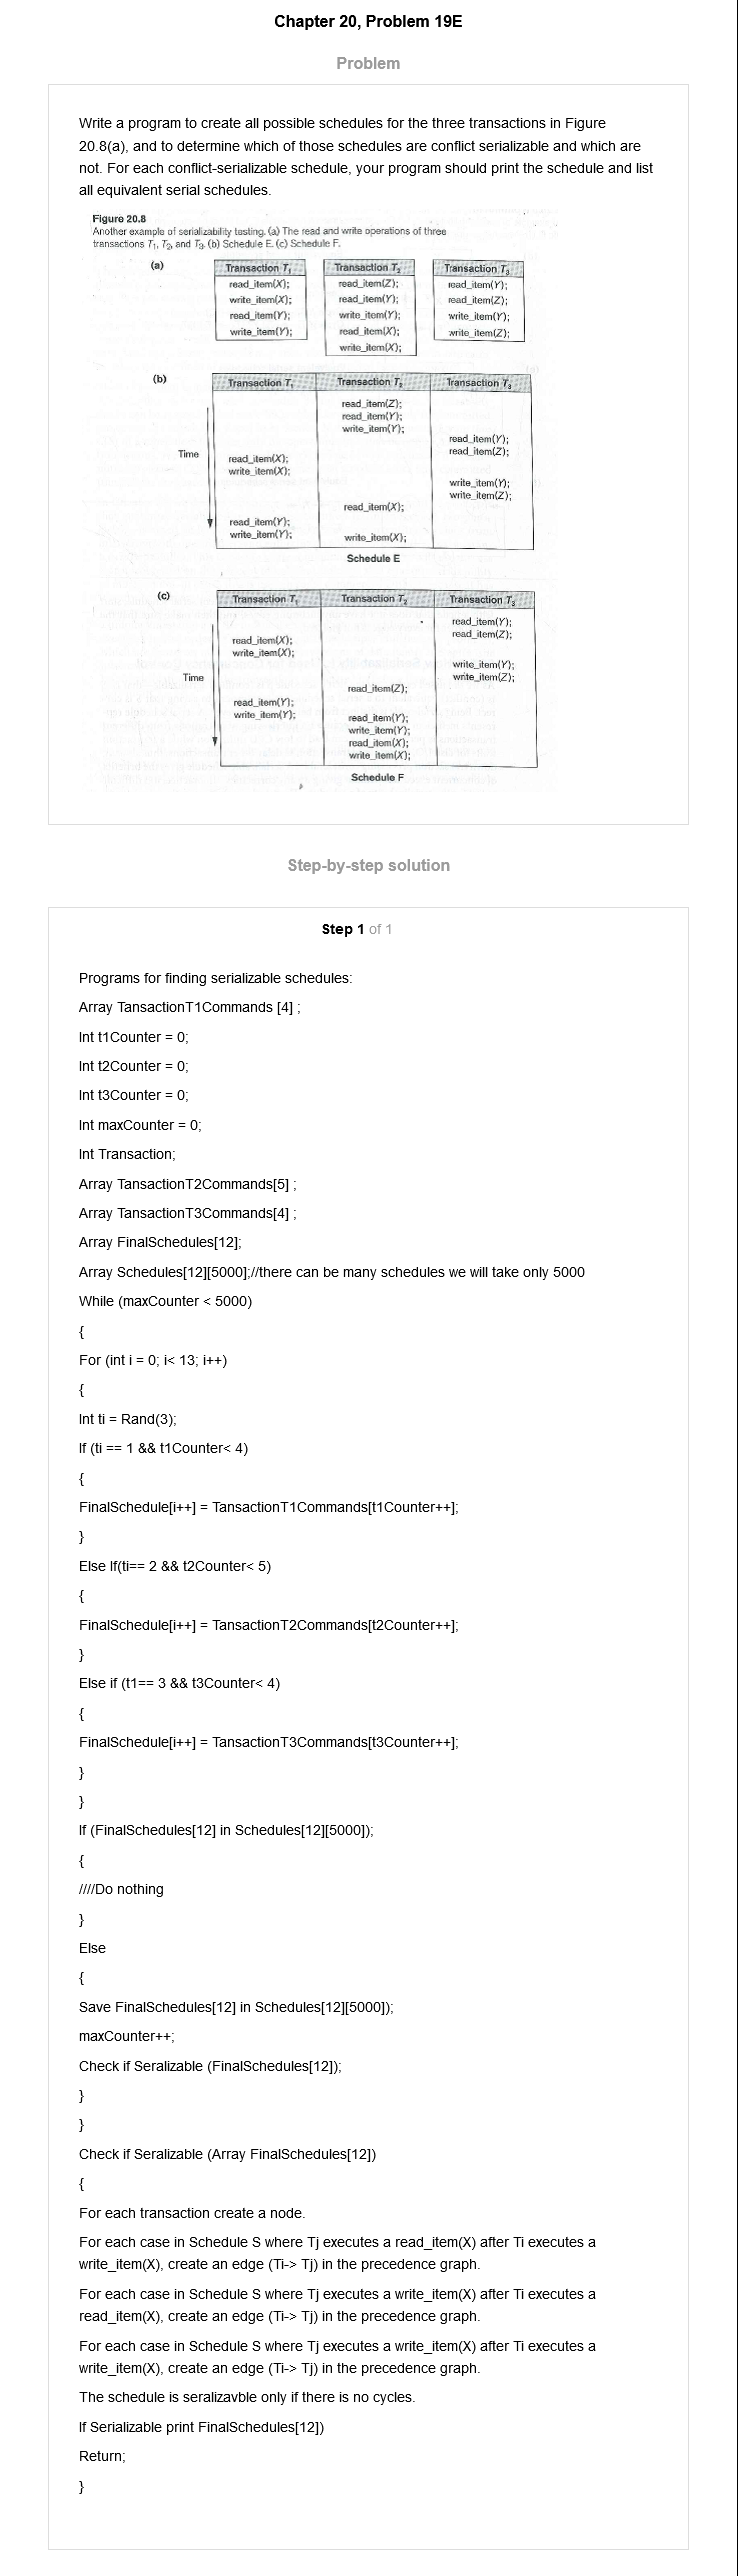 Chapter 20, Problem 19E
Problem
Write a program to create all possible schedules for the three transactions in Figure
20.8(a), and to determine which of those schedules are conflict serializable and which are
not. For each conflict-serializable schedule, your program should print the schedule and list
all equivalent serial schedules.
Figure 20.8
Another example of serializability testing. (a) The read and write operations of three
transactions T1, T2, and T3. (b) Schedule E. (c) Schedule F.
(a)
Transaction T1
read_item(X);
write_item(X);
read_item(Y);
write_item(Y);
Transaction T2
read_item(Z);
read_item(Y);
write_item(Y);
read_item(X);
write_item(X);
Transaction T3
read_item(Y);
read_item(Z);
write_item(Y);
write_item(Z);
(b)
Transaction T1 Transaction T2 Transaction T3
read_item(Z);
read_item(Y);
write_item(Y);
read_item(Y);
read_item(Z);
Time
read_item(X);
write_item(X);
write_item(Y);
write_item(Z);
read_item(X);
read_item(Y);
write_item(Y);
write_item(X);
Schedule E
(c)
Transaction T1 Transaction T2 Transaction T3
read_item(Y);
read_item(Z);
read_item(X);
write_item(X);
write_item(Y);
write_item(Z);
Time
read_item(Z);
read_item(Y);
write_item(Y);
read_item(Y);
write_item(Y);
read_item(X);
write_item(X);
Schedule F
Step-by-step solution
Step 1 of 1
Programs for finding serializable schedules:
Array TansactionT1Commands [4] ;
Int t1Counter = 0;
Int t2Counter = 0;
Int t3Counter = 0;
Int maxCounter = 0;
Int Transaction;
Array TansactionT2Commands[5] ;
Array TansactionT3Commands[4] ;
Array FinalSchedules[12];
Array Schedules[12][5000];//there can be many schedules we will take only 5000
While (maxCounter < 5000)
{
For (int i = 0; i< 13; i++)
{
Int ti = Rand(3);
If (ti == 1 && t1Counter< 4)
{
FinalSchedule[i++] = TansactionT1Commands[t1Counter++];
}
Else If(ti== 2 && t2Counter< 5)
{
FinalSchedule[i++] = TansactionT2Commands[t2Counter++];
}
Else if (t1== 3 && t3Counter< 4)
{
FinalSchedule[i++] = TansactionT3Commands[t3Counter++];
}
}
If (FinalSchedules[12] in Schedules[12][5000]);
{
////Do nothing
}
Else
{
Save FinalSchedules[12] in Schedules[12][5000]);
maxCounter++;
Check if Seralizable (FinalSchedules[12]);
}
}
Check if Seralizable (Array FinalSchedules[12])
{
For each transaction create a node.
For each case in Schedule S where Tj executes a read_item(X) after Ti executes a
write_item(X), create an edge (Ti-> Tj) in the precedence graph.
For each case in Schedule S where Tj executes a write_item(X) after Ti executes a
read_item(X), create an edge (Ti-> Tj) in the precedence graph.
For each case in Schedule S where Tj executes a write_item(X) after Ti executes a
write_item(X), create an edge (Ti-> Tj) in the precedence graph.
The schedule is seralizavble only if there is no cycles.
If Serializable print FinalSchedules[12])
Return;
}